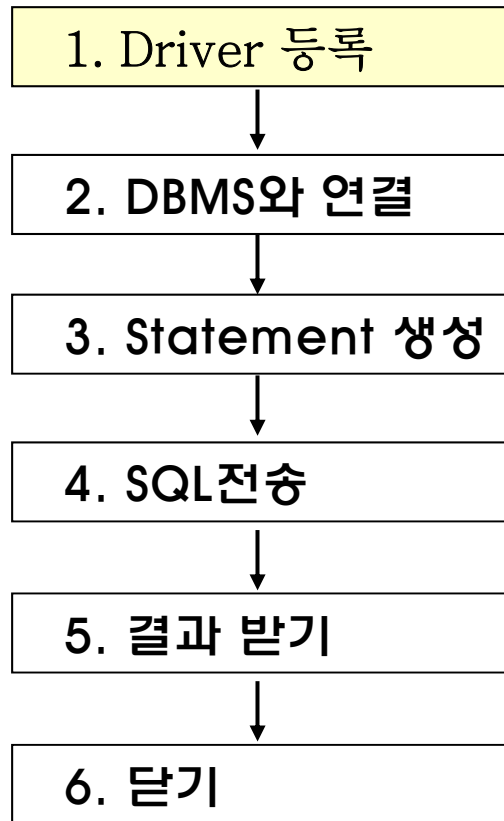 1. Driver 등록
2. DBMS와 연결
3. Statement 생성
4. SQL전송
5. 결과 받기
6. 닫기